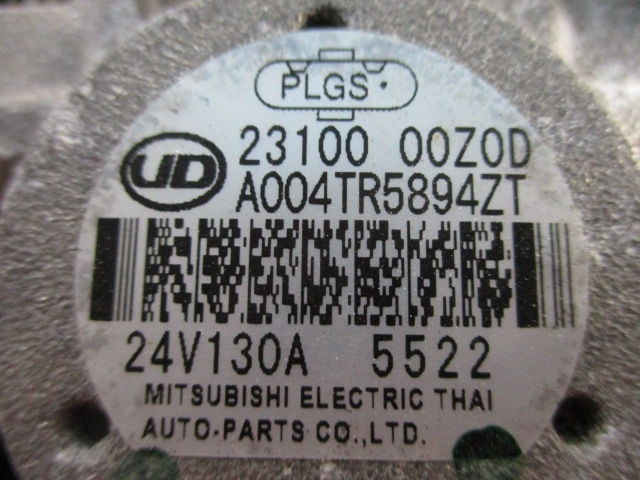 PLGS
UD
23100 00Z0D
A004TR5894ZT
24V130A 5522
MITSUBISHI ELECTRIC THAI
AUTO-PARTS CO.,LTD.